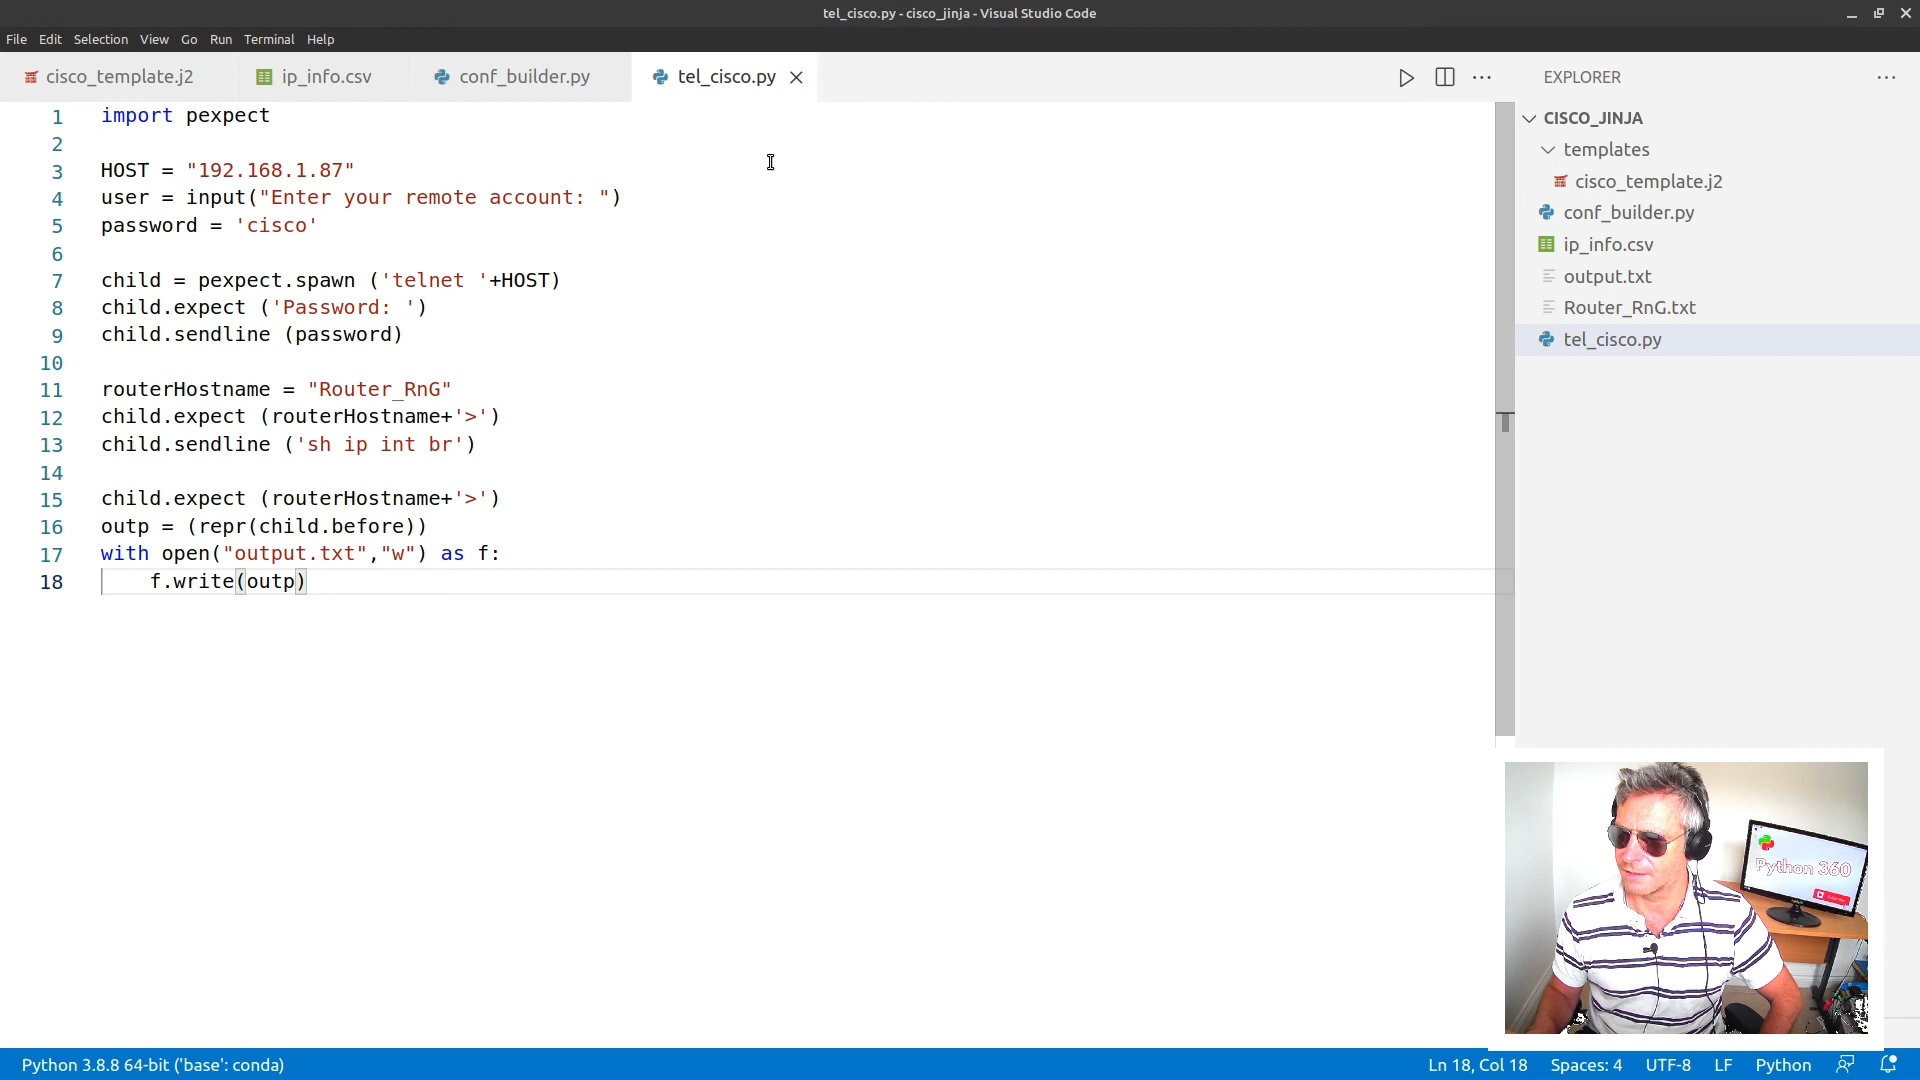 tel_cisco.py - cisco_jinja - Visual Studio Code
File Edit Selection View Go Run Terminal Help
cisco_template.j2 ip_info.csv conf_builder.py tel_cisco.py
1 import pexpect
2
3 HOST = "192.168.1.87"
4 user = input("Enter your remote account: ")
5 password = 'cisco'
6
7 child = pexpect.spawn ('telnet '+HOST)
8 child.expect ('Password: ')
9 child.sendline (password)
10
11 routerHostname = "Router_RnG"
12 child.expect (routerHostname+'>')
13 child.sendline ('sh ip int br')
14
15 child.expect (routerHostname+'>')
16 outp = (repr(child.before))
17 with open("output.txt","w") as f:
18 f.write(outp)
EXPLORER
CISCO_JINJA
templates
cisco_template.j2
conf_builder.py
ip_info.csv
output.txt
Router_RnG.txt
tel_cisco.py
Python 360
Python 3.8.8 64-bit ('base': conda)
Ln 18, Col 18 Spaces: 4 UTF-8 LF Python